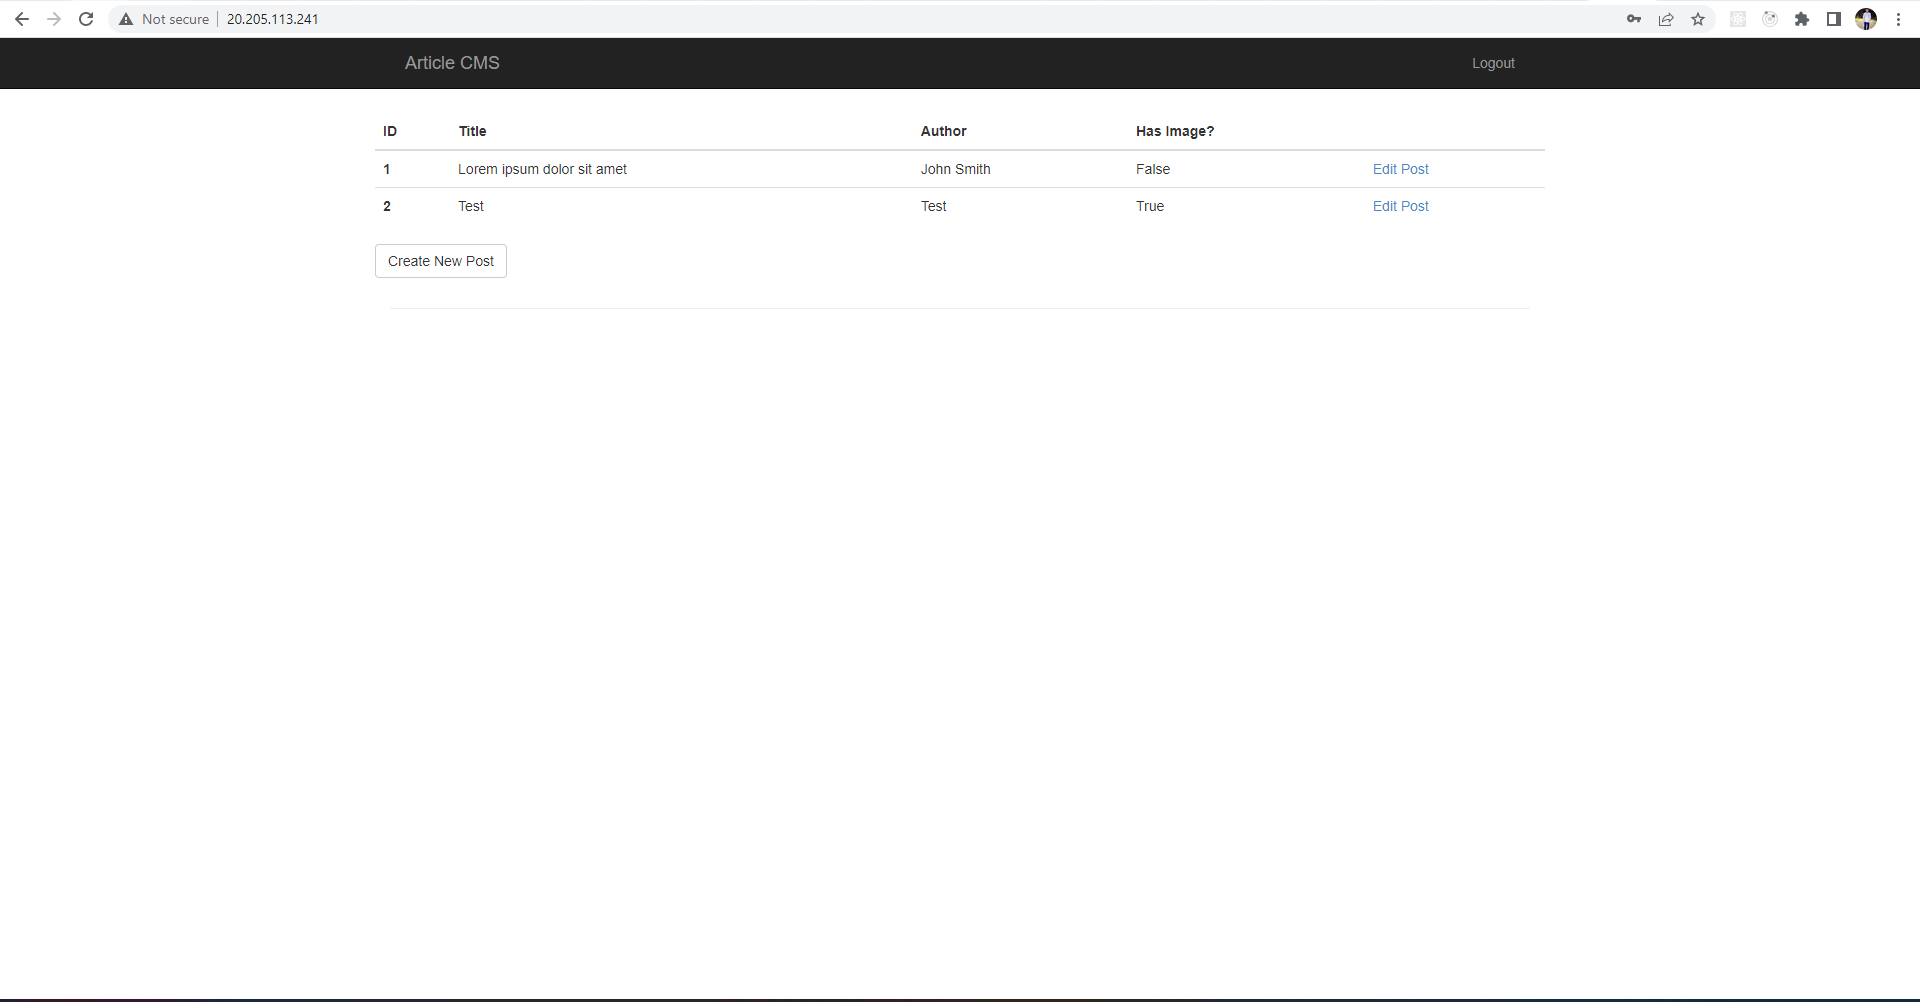 Not secure 20.205.113.241
Article CMS Logout
ID Title Author Has Image?
1 Lorem ipsum dolor sit amet John Smith False Edit Post
2 Test Test True Edit Post
Create New Post